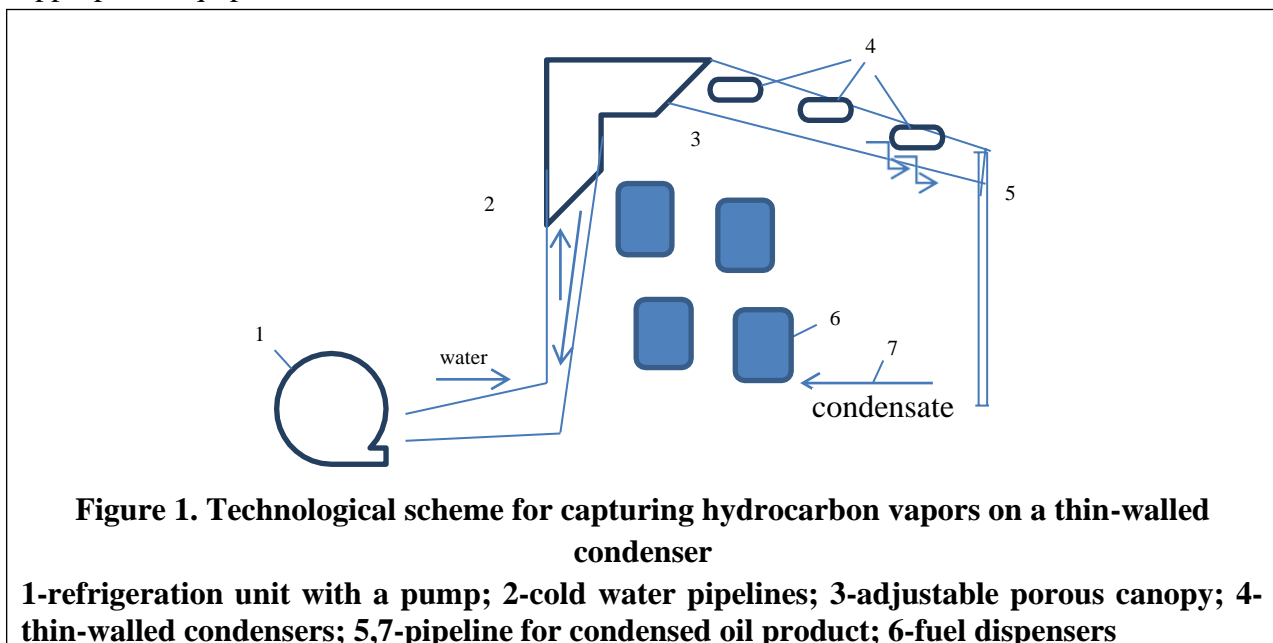 4
3
5
2
6
1
7
water
condensate
Figure 1. Technological scheme for capturing hydrocarbon vapors on a thin-walled
condenser
1-refrigeration unit with a pump; 2-cold water pipelines; 3-adjustable porous canopy; 4-
thin-walled condensers; 5,7-pipeline for condensed oil product; 6-fuel dispensers